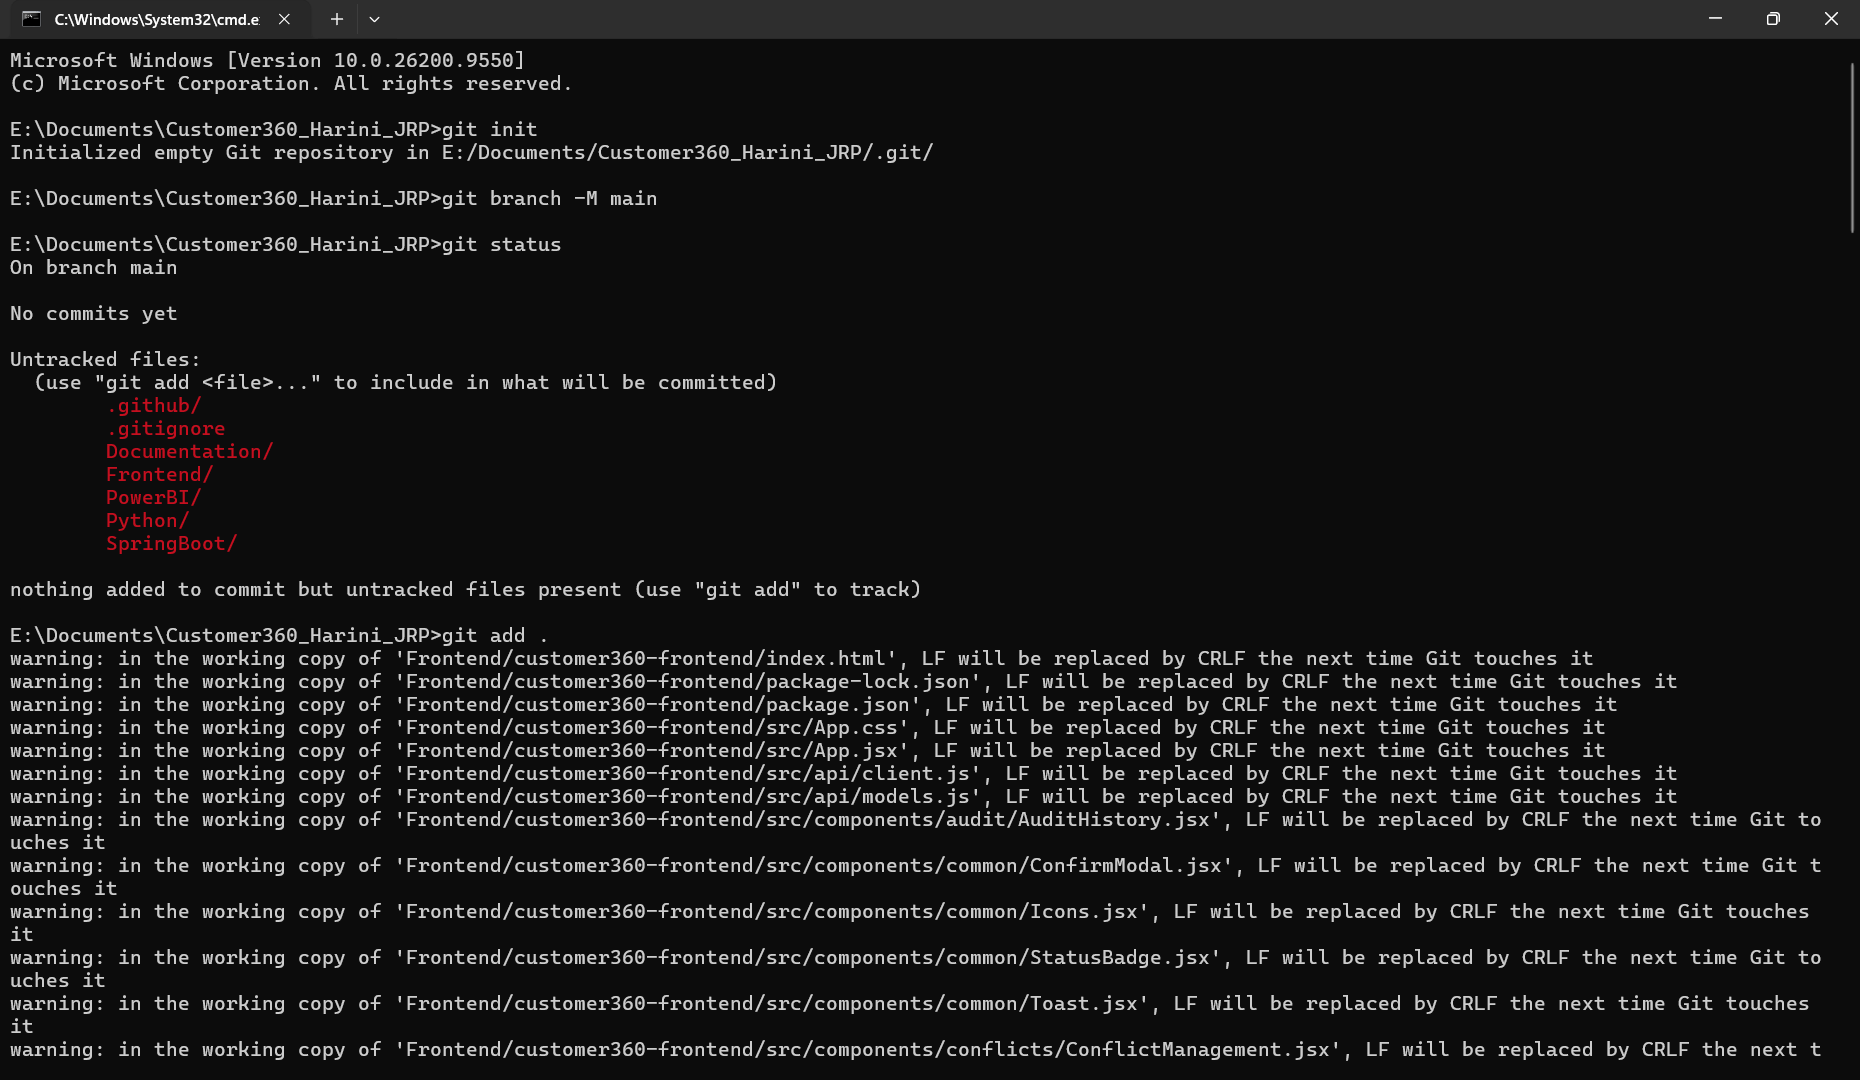 C:\Windows\System32\cmd.e
Microsoft Windows [Version 10.0.26200.9550]
(c) Microsoft Corporation. All rights reserved.
E:\Documents\Customer360_Harini_JRP>git init
Initialized empty Git repository in E:/Documents/Customer360_Harini_JRP/.git/
E:\Documents\Customer360_Harini_JRP>git branch -M main
E:\Documents\Customer360_Harini_JRP>git status
On branch main
No commits yet
Untracked files:
  (use "git add <file>..." to include in what will be committed)
        .github/
        .gitignore
        Documentation/
        Frontend/
        PowerBI/
        Python/
        SpringBoot/
nothing added to commit but untracked files present (use "git add" to track)
E:\Documents\Customer360_Harini_JRP>git add .
warning: in the working copy of 'Frontend/customer360-frontend/index.html', LF will be replaced by CRLF the next time Git touches it
warning: in the working copy of 'Frontend/customer360-frontend/package-lock.json', LF will be replaced by CRLF the next time Git touches it
warning: in the working copy of 'Frontend/customer360-frontend/package.json', LF will be replaced by CRLF the next time Git touches it
warning: in the working copy of 'Frontend/customer360-frontend/src/App.css', LF will be replaced by CRLF the next time Git touches it
warning: in the working copy of 'Frontend/customer360-frontend/src/App.jsx', LF will be replaced by CRLF the next time Git touches it
warning: in the working copy of 'Frontend/customer360-frontend/src/api/client.js', LF will be replaced by CRLF the next time Git touches it
warning: in the working copy of 'Frontend/customer360-frontend/src/api/models.js', LF will be replaced by CRLF the next time Git touches it
warning: in the working copy of 'Frontend/customer360-frontend/src/components/audit/AuditHistory.jsx', LF will be replaced by CRLF the next time Git to
uches it
warning: in the working copy of 'Frontend/customer360-frontend/src/components/common/ConfirmModal.jsx', LF will be replaced by CRLF the next time Git t
ouches it
warning: in the working copy of 'Frontend/customer360-frontend/src/components/common/Icons.jsx', LF will be replaced by CRLF the next time Git touches
it
warning: in the working copy of 'Frontend/customer360-frontend/src/components/common/StatusBadge.jsx', LF will be replaced by CRLF the next time Git to
uches it
warning: in the working copy of 'Frontend/customer360-frontend/src/components/common/Toast.jsx', LF will be replaced by CRLF the next time Git touches
it
warning: in the working copy of 'Frontend/customer360-frontend/src/components/conflicts/ConflictManagement.jsx', LF will be replaced by CRLF the next t